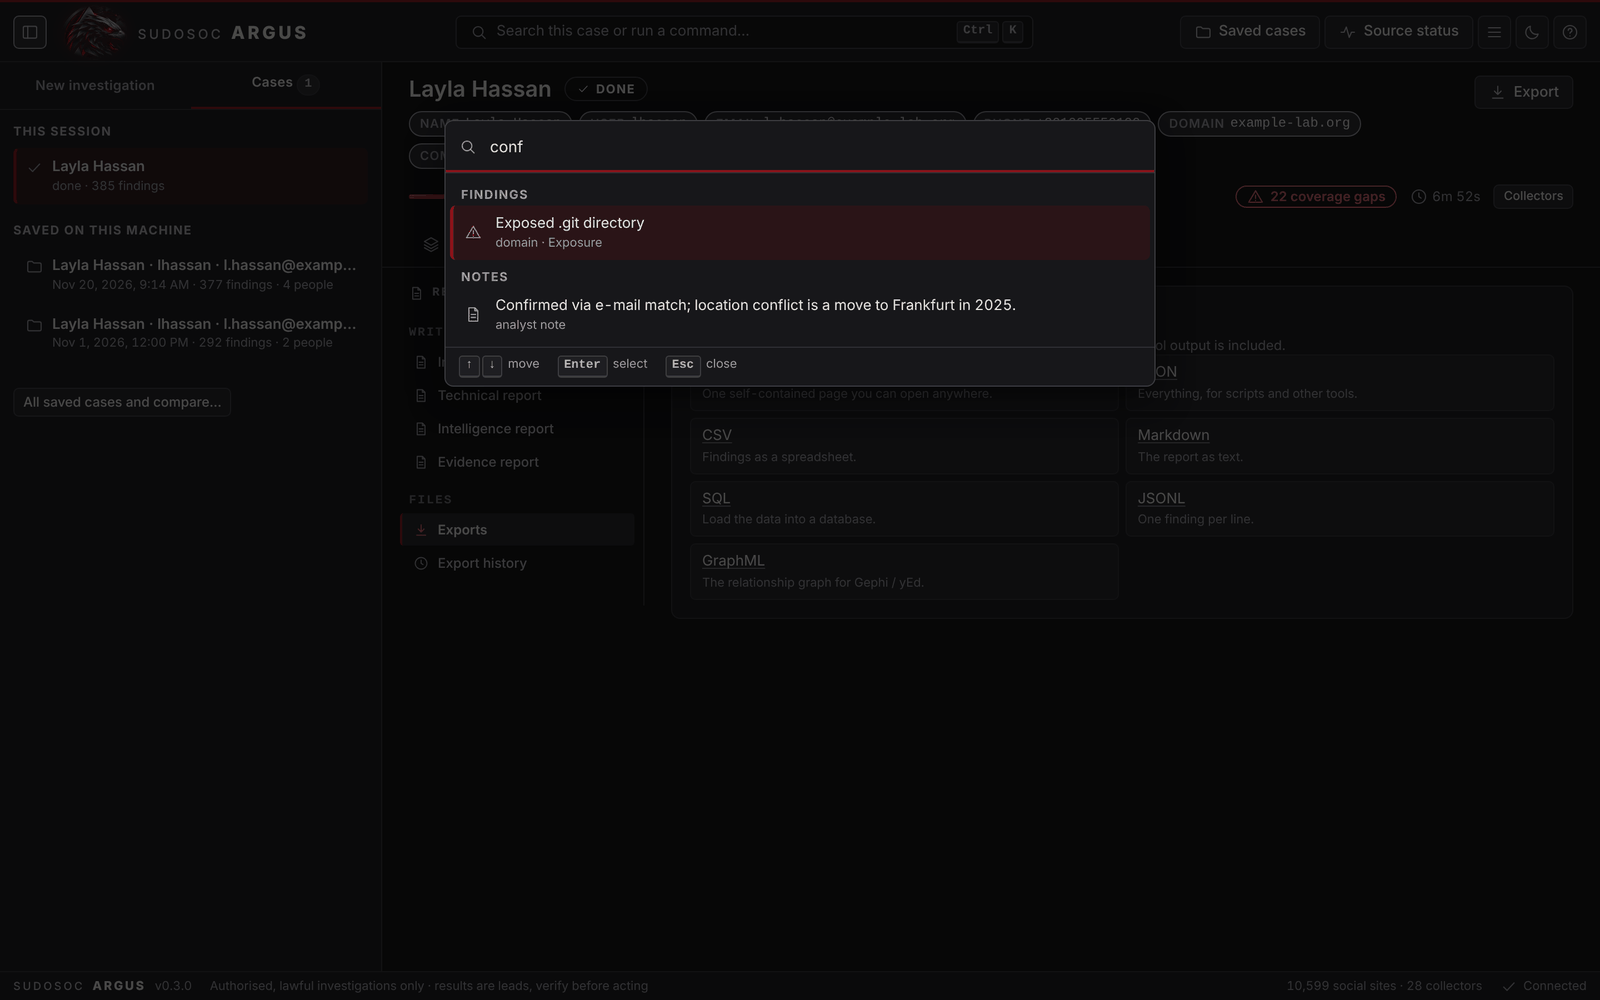 SUDOSOC ARGUS
Search this case or run a command...
Ctrl K
Saved cases
Source status
New investigation
Cases 1
THIS SESSION
Layla Hassan
done · 385 findings
SAVED ON THIS MACHINE
Layla Hassan · lhassan · l.hassan@examp...
Nov 20, 2026, 9:14 AM · 377 findings · 4 people
Layla Hassan · lhassan · l.hassan@examp...
Nov 1, 2026, 12:00 PM · 292 findings · 2 people
All saved cases and compare...
Layla Hassan
DONE
Export
DOMAIN example-lab.org
22 coverage gaps
6m 52s
Collectors
conf
FINDINGS
Exposed .git directory
domain · Exposure
NOTES
Confirmed via e-mail match; location conflict is a move to Frankfurt in 2025.
analyst note
↑ ↓ move Enter select Esc close
Technical report
Intelligence report
Evidence report
FILES
Exports
Export history
output is included.
One self-contained page you can open anywhere.
Everything, for scripts and other tools.
CSV
Findings as a spreadsheet.
Markdown
The report as text.
SQL
Load the data into a database.
JSONL
One finding per line.
GraphML
The relationship graph for Gephi / yEd.
SUDOSOC ARGUS v0.3.0 Authorised, lawful investigations only · results are leads, verify before acting
10,599 social sites · 28 collectors
Connected